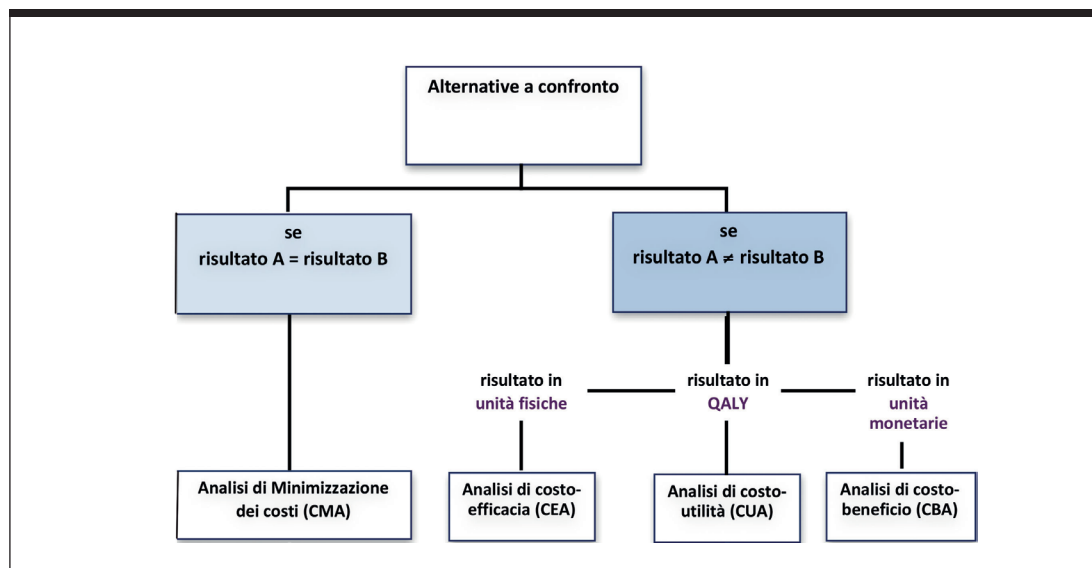 Alternative a confronto
se
risultato A = risultato B
se
risultato A ≠ risultato B
risultato in
unità fisiche
risultato in
QALY
risultato in
unità
monetarie
Analisi di Minimizzazione
dei costi (CMA)
Analisi di costo-
efficacia (CEA)
Analisi di costo-
utilità (CUA)
Analisi di costo-
beneficio (CBA)